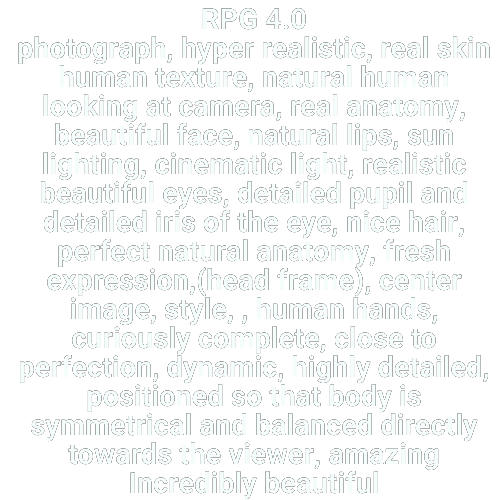 RPG 4.0
photograph, hyper realistic, real skin
human texture, natural human
looking at camera, real anatomy,
beautiful face, natural lips, sun
lighting, cinematic light, realistic
beautiful eyes, detailed pupil and
detailed iris of the eye, nice hair,
perfect natural anatomy, fresh
expression,(head frame), center
image, style, , human hands,
curiously complete, close to
perfection, dynamic, highly detailed,
positioned so that body is
symmetrical and balanced directly
towards the viewer, amazing
Incredibly beautiful